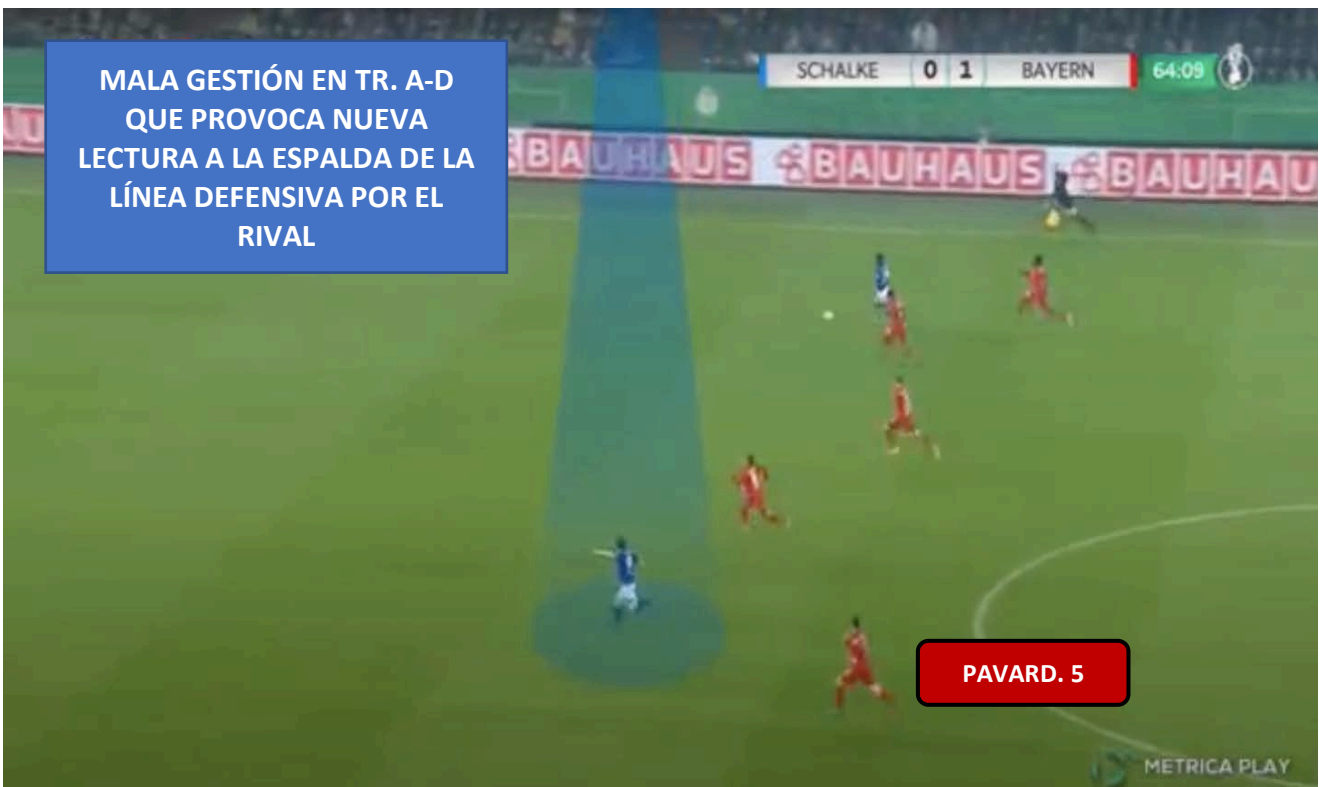 MALA GESTIÓN EN TR. A-D
QUE PROVOCA NUEVA
LECTURA A LA ESPALDA DE LA
LÍNEA DEFENSIVA POR EL
RIVAL
SCHALKE 0 1 BAYERN 64:09
BAUHAUS BAUHAUS BAUHAU
PAVARD. 5
METRICA PLAY